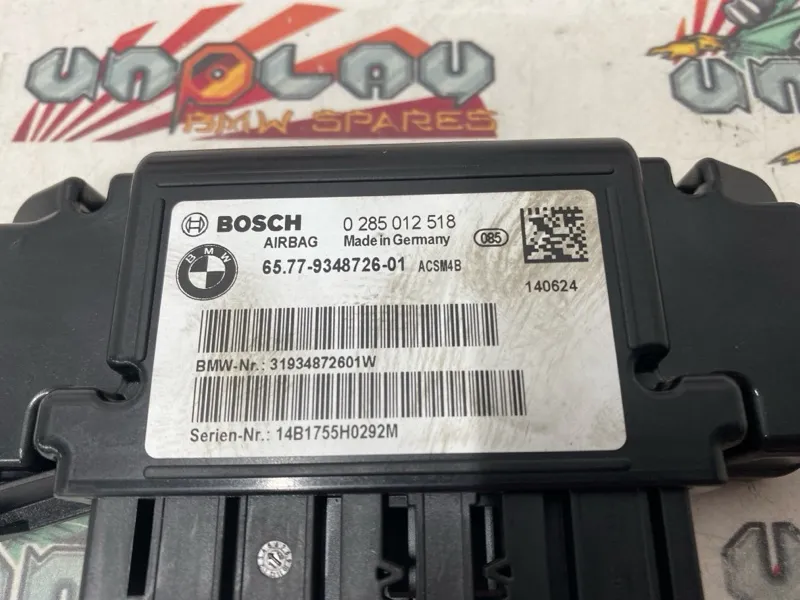 UNPLAY
BMW SPARES
BOSCH 0 285 012 518
AIRBAG Made in Germany 085
BMW 65.77-9348726-01 ACSM4B
140624
BMW-Nr.: 31934872601W
Serien-Nr.: 14B1755H0292M